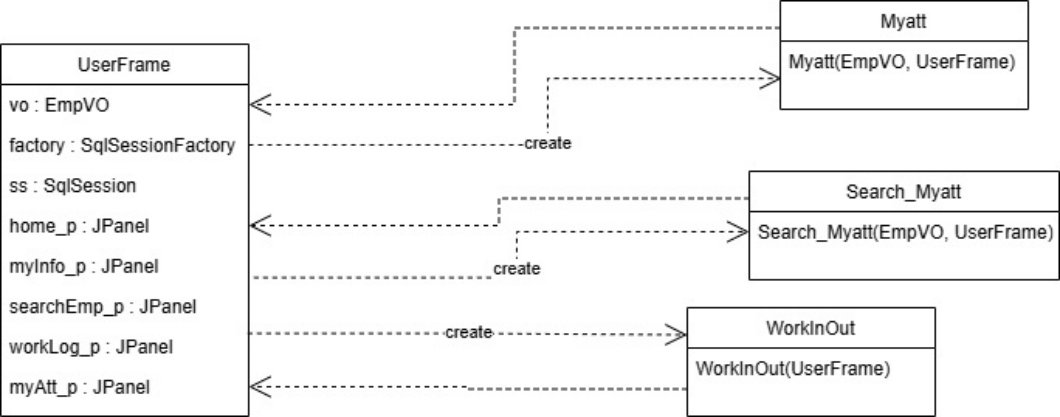 UserFrame
vo : EmpVO
factory : SqlSessionFactory
ss : SqlSession
home_p : JPanel
myInfo_p : JPanel
searchEmp_p : JPanel
workLog_p : JPanel
myAtt_p : JPanel
create
create
create
Myatt
Myatt(EmpVO, UserFrame)
Search_Myatt
Search_Myatt(EmpVO, UserFrame)
WorkInOut
WorkInOut(UserFrame)